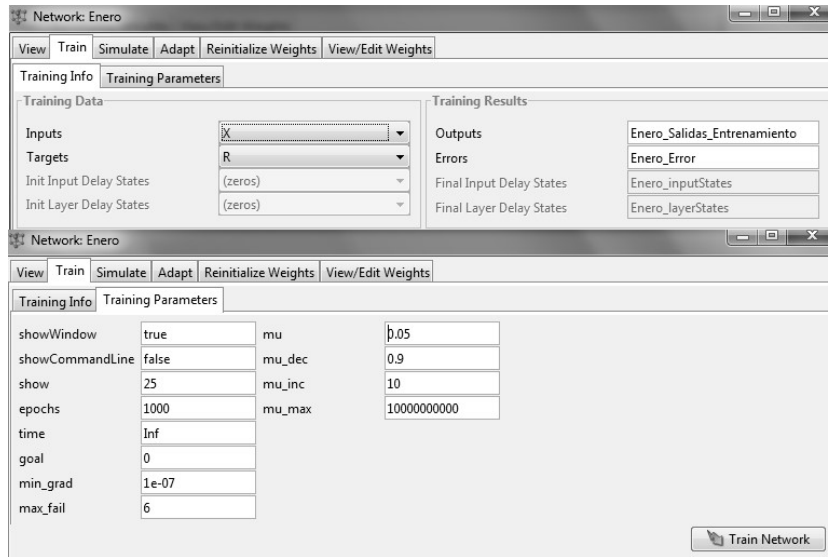 Network: Enero
View Train Simulate Adapt Reinitialize Weights View/Edit Weights
Training Info Training Parameters
Training Data
Training Results
Inputs X
Outputs Enero_Salidas_Entrenamiento
Targets R
Errors Enero_Error
Init Input Delay States (zeros)
Final Input Delay States Enero_inputStates
Init Layer Delay States (zeros)
Final Layer Delay States Enero_layerStates
Network: Enero
View Train Simulate Adapt Reinitialize Weights View/Edit Weights
Training Info Training Parameters
showWindow true mu 0.05
showCommandLine false mu_dec 0.9
show 25 mu_inc 10
epochs 1000 mu_max 10000000000
time Inf
goal 0
min_grad 1e-07
max_fail 6
Train Network